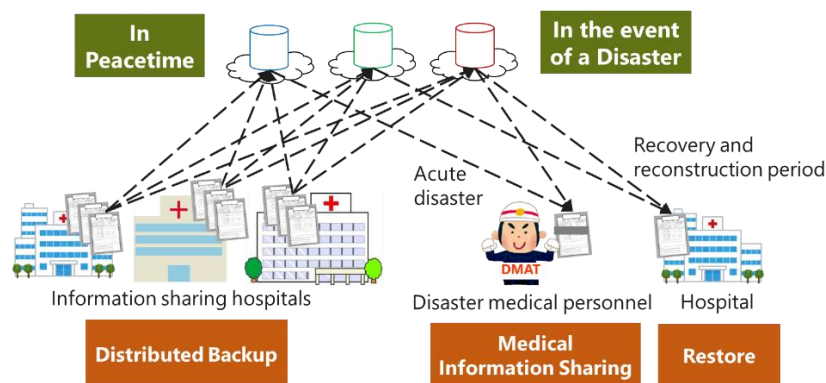 In
Peacetime
In the event
of a Disaster
Recovery and
reconstruction period
Acute
disaster
DMAT
Information sharing hospitals
Disaster medical personnel
Hospital
Distributed Backup
Medical
Information Sharing
Restore